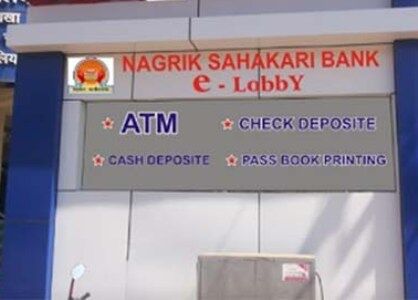 NAGRIK SAHAKARI BANK
e - LobbY
ATM
CHECK DEPOSITE
CASH DEPOSITE
PASS BOOK PRINTING